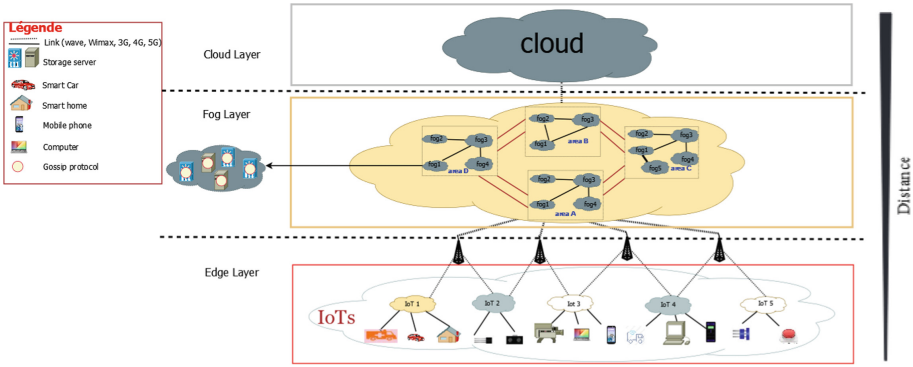 Légende
Link (wave, Wimax, 3G, 4G, 5G)
Storage server
Smart Car
Smart home
Mobile phone
Computer
Gossip protocol
Cloud Layer
cloud
Fog Layer
fog2
fog3
fog1
area B
fog2
fog3
fog1
fog4
area D
fog2
fog3
fog1
fog4
fog5
area C
fog2
fog3
fog1
fog4
area A
Edge Layer
IoTs
IoT 1
IoT 2
Iot 3
IoT 4
IoT 5
Distance